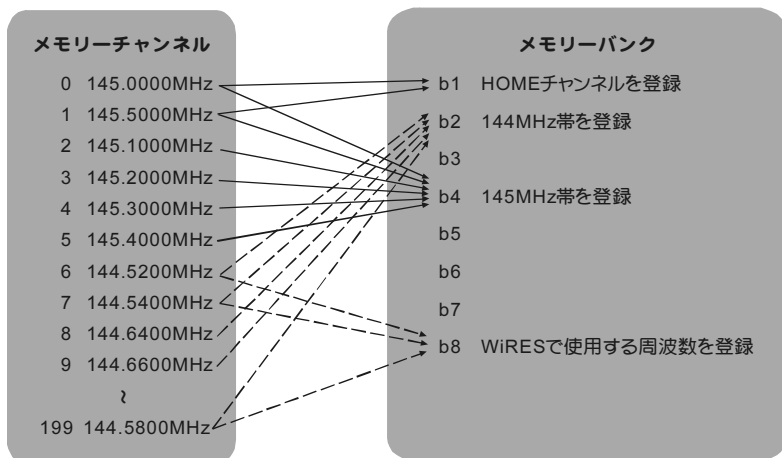 メモリーチャンネル
0 145.0000MHz
1 145.5000MHz
2 145.1000MHz
3 145.2000MHz
4 145.3000MHz
5 145.4000MHz
6 144.5200MHz
7 144.5400MHz
8 144.6400MHz
9 144.6600MHz
~
199 144.5800MHz
メモリーバンク
b1 HOMEチャンネルを登録
b2 144MHz帯を登録
b3
b4 145MHz帯を登録
b5
b6
b7
b8 WiRESで使用する周波数を登録